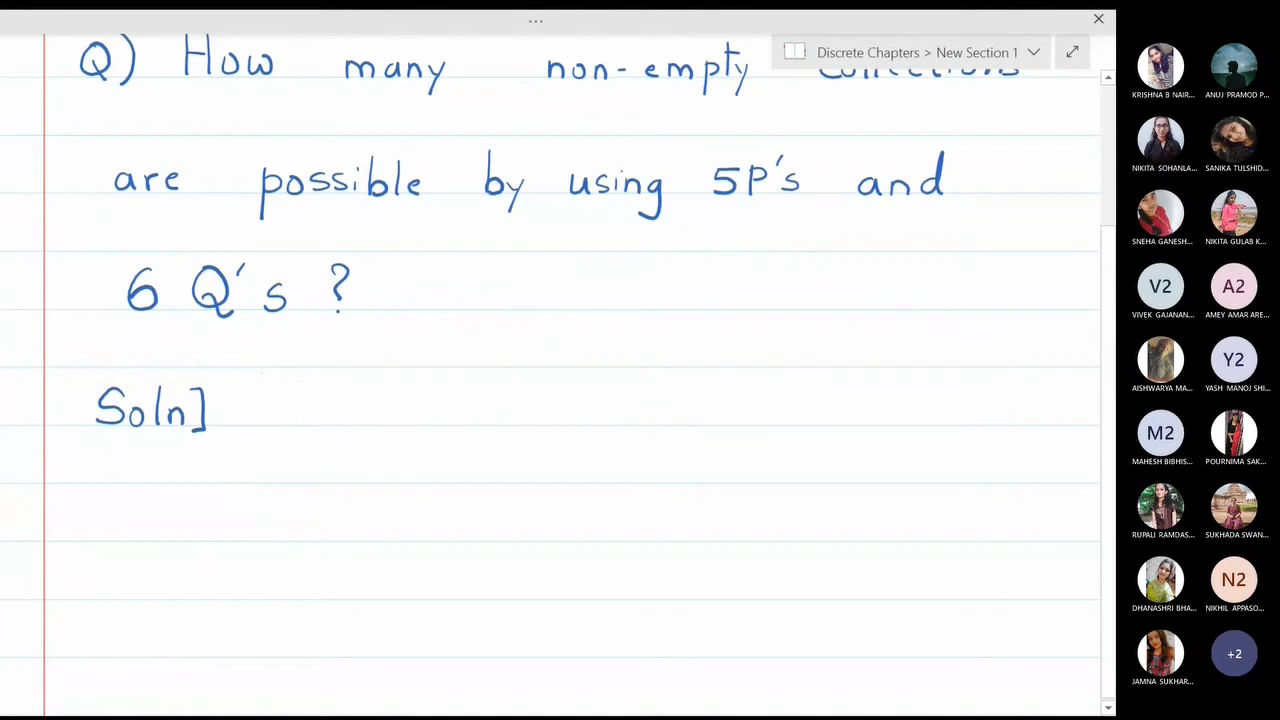 ...
Discrete Chapters > New Section 1
Q) How many non-empty
are possible by using 5P's and
6 Q's ?
Soln]
KRISHNA B NAIR...
ANUJ PRAMOD P...
NIKITA SOHANLA...
SANIKA TULSHID...
SNEHA GANESH...
NIKITA GULAB K...
V2
A2
VIVEK GAJANAN...
AMEY AMAR ARE...
Y2
AISHWARYA MA...
YASH MANOJ SHI...
M2
MAHESH BIBHIS...
POURNIMA SAK...
RUPALI RAMDAS...
SUKHADA SWAN...
N2
DHANASHRI BHA...
NIKHIL APPASO...
+2
JAMNA SUKHAR...